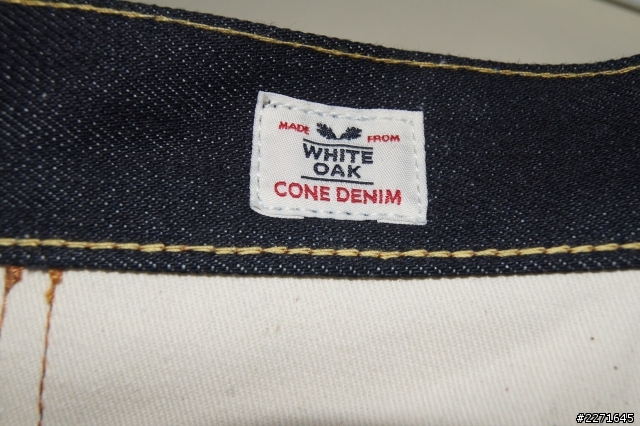 MADE FROM
WHITE
OAK
CONE DENIM
#2271645